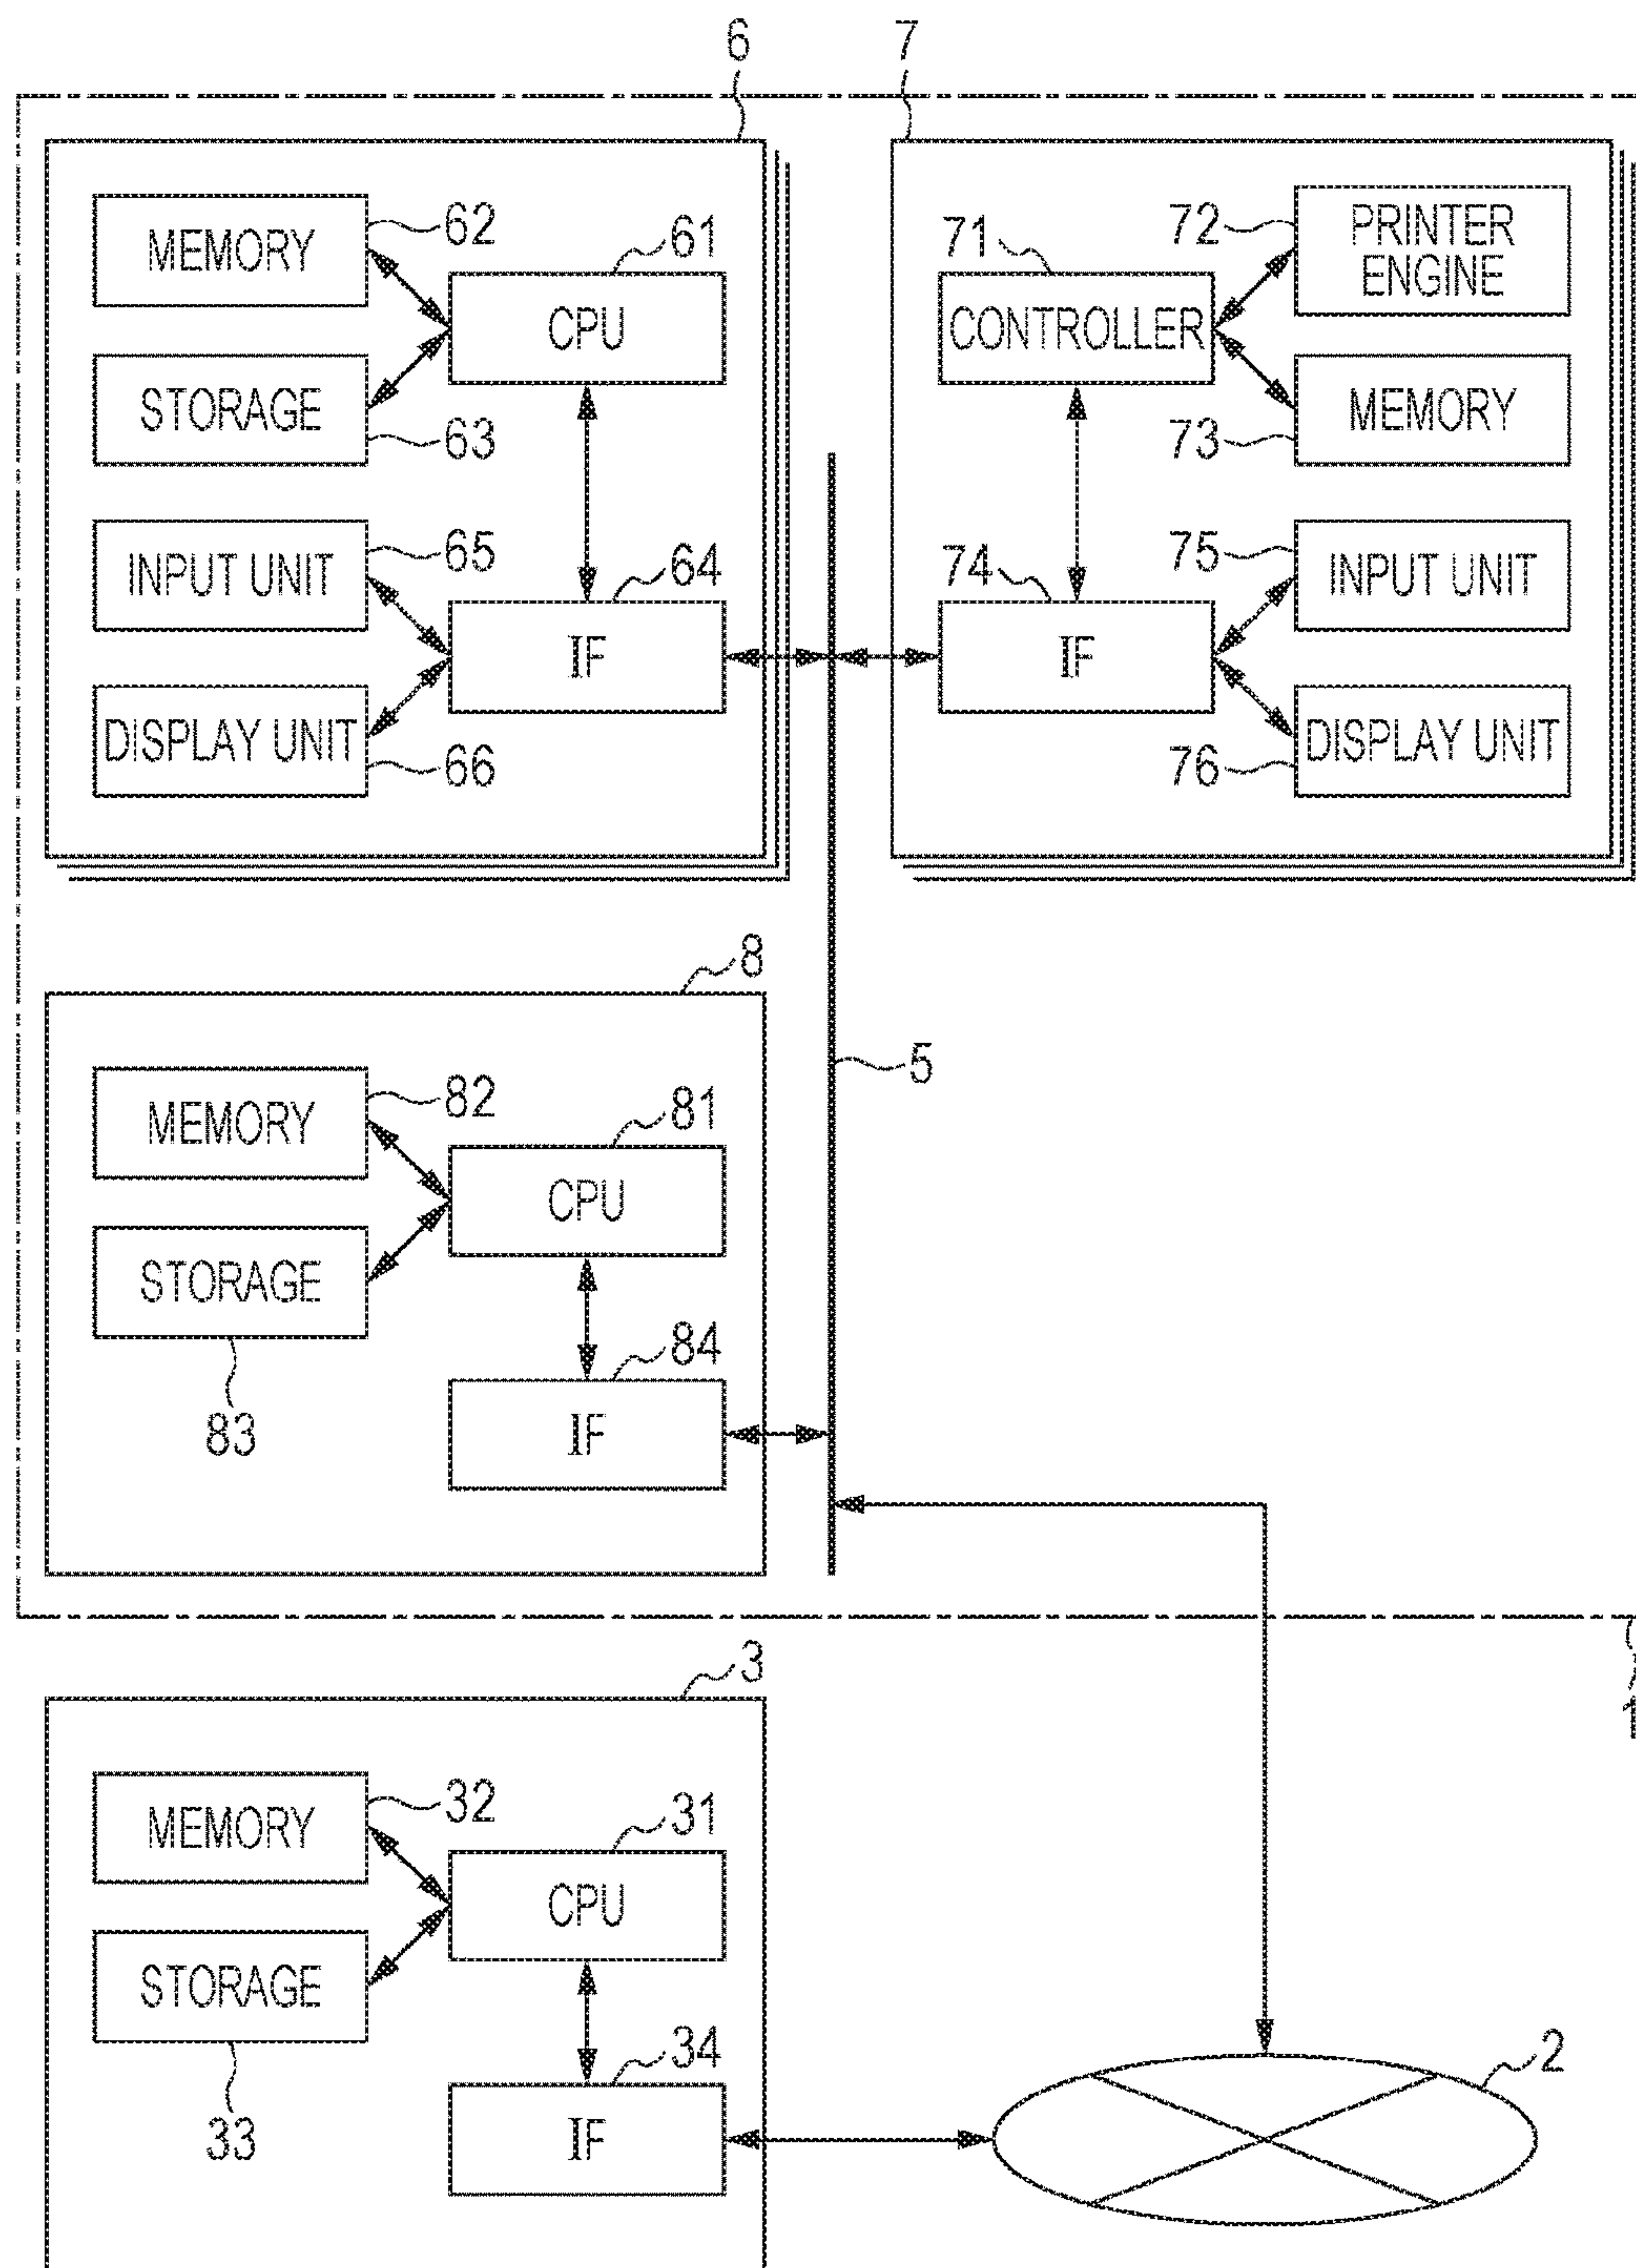 6
7
MEMORY
62
61
CPU
STORAGE
63
INPUT UNIT
65
64
IF
DISPLAY UNIT
66
71
CONTROLLER
72
PRINTER
ENGINE
MEMORY
73
74
IF
75
INPUT UNIT
76
DISPLAY UNIT
8
5
MEMORY
82
81
CPU
STORAGE
83
84
IF
3
1
MEMORY
32
31
CPU
STORAGE
33
34
IF
2